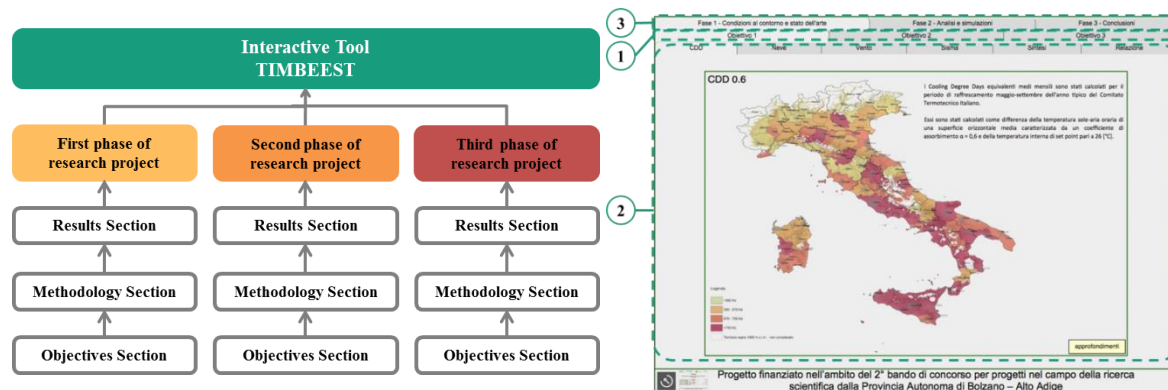 Interactive Tool
TIMBEEST
First phase of
research project
Second phase of
research project
Third phase of
research project
Results Section
Results Section
Results Section
Methodology Section
Methodology Section
Methodology Section
Objectives Section
Objectives Section
Objectives Section
3
1
2
Fase 1 - Condizioni al contorno e stato dell'arte
Fase 2 - Analisi e simulazioni
Fase 3 - Conclusioni
Obiettivo 1
Obiettivo 2
Obiettivo 3
CDD
Neve
Vento
Sisma
Sintesi
Relazione
CDD 0.6
I Cooling Degree Days equivalenti medi mensili sono stati calcolati per il
periodo di raffrescamento maggio-settembre dell'anno tipico del Comitato
Termotecnico Italiano.
Essi sono stati calcolati come differenza della temperatura sole-aria oraria di
una superficie orizzontale media caratterizzata da un coefficiente di
assorbimento α = 0,6 e della temperatura interna di set point pari a 26 [°C].
Legenda
approfondimenti
Progetto finanziato nell'ambito del 2° bando di concorso per progetti nel campo della ricerca
scientifica dalla Provincia Autonoma di Bolzano – Alto Adige